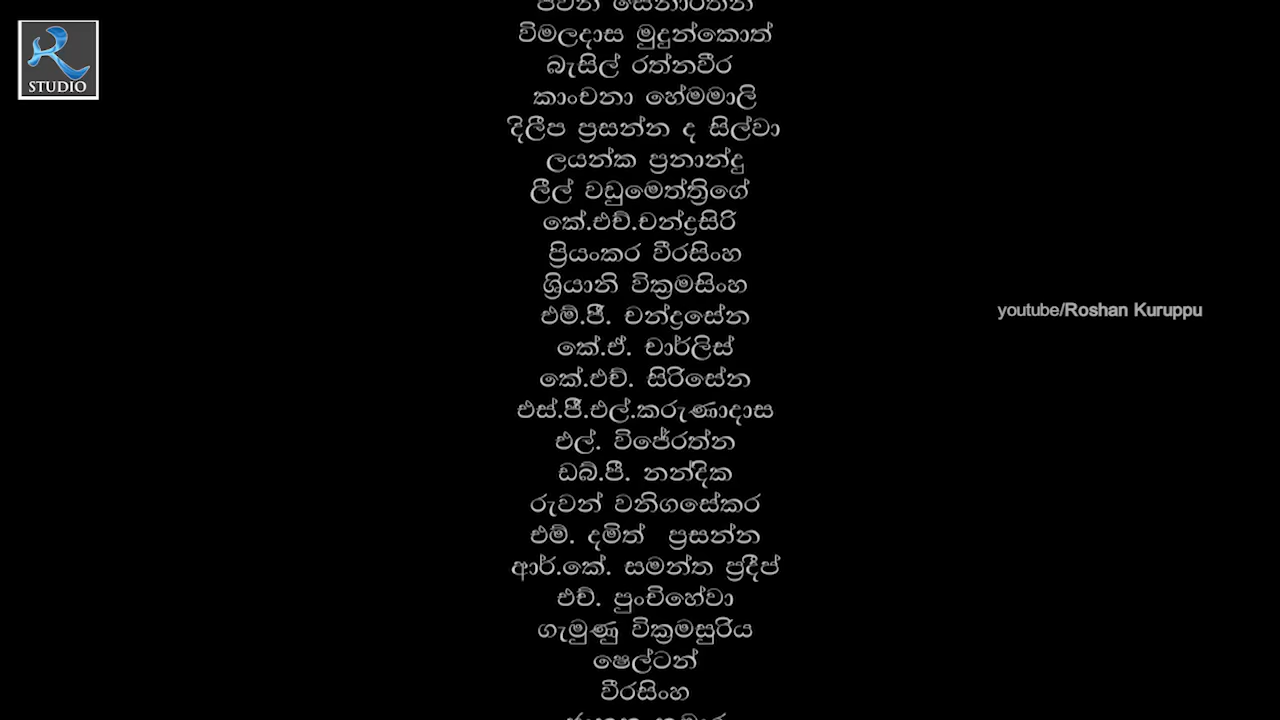 STUDIO
විමලදාස මුදුන්කොත්
බැසිල් රත්නවීර
කාංචනා හේමමාලි
දිලීප ප්‍රසන්න ද සිල්වා
ලයන්ක ප්‍රනාන්දු
ලීල් වඩුමෙත්ත්‍රිගේ
කේ.එච්.චන්ද්‍රසිරි
ප්‍රියංකර වීරසිංහ
ශ්‍රියානි වික්‍රමසිංහ
youtube/Roshan Kuruppu
එම්.පී. චන්ද්‍රසේන
කේ.ඒ. චාර්ලිස්
කේ.එච්. සිරිසේන
එස්.පී.එල්.කරුණාදාස
එල්. විජේරත්න
ඩබ්.පී. නන්දික
රුවන් වනිගසේකර
එම්. දමිත් ප්‍රසන්න
ආර්.කේ. සමන්ත ප්‍රදීප්
එච්. පුංචිහේවා
ගැමුණු වික්‍රමසුරිය
ෂෙල්ටන්
වීරසිංහ